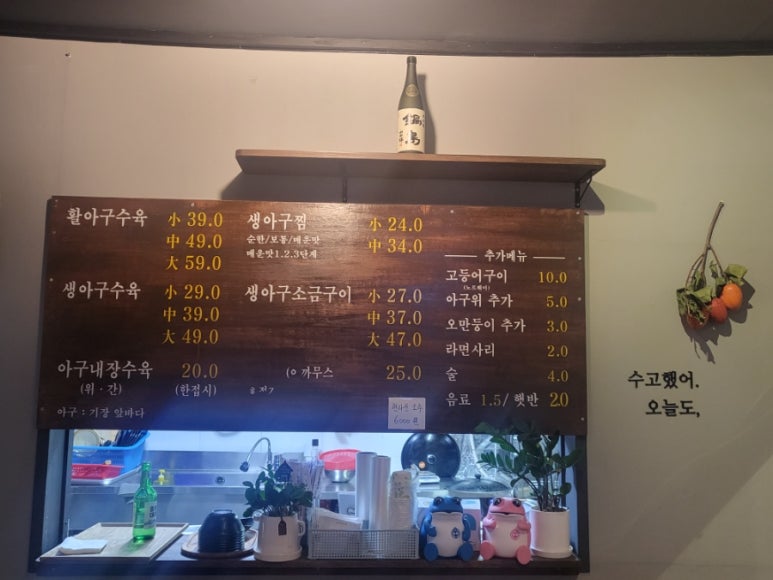 활아구수육 小 39.0
中 49.0
大 59.0
생아구수육 小 29.0
中 39.0
大 49.0
아구내장수육 20.0
(위·간) (한접시)
아구 : 기장 앞바다
생아구찜 小 24.0
순한/보통/매운맛 中 34.0
매운맛1.2.3단계
생아구소금구이 小 27.0
中 37.0
大 47.0
까무스 25.0
추가메뉴
고등어구이 10.0
(노르웨이)
아구위 추가 5.0
오만둥이 추가 3.0
라면사리 2.0
술 4.0
음료 1.5/ 햇반 2.0
6000원
수고했어.
오늘도,